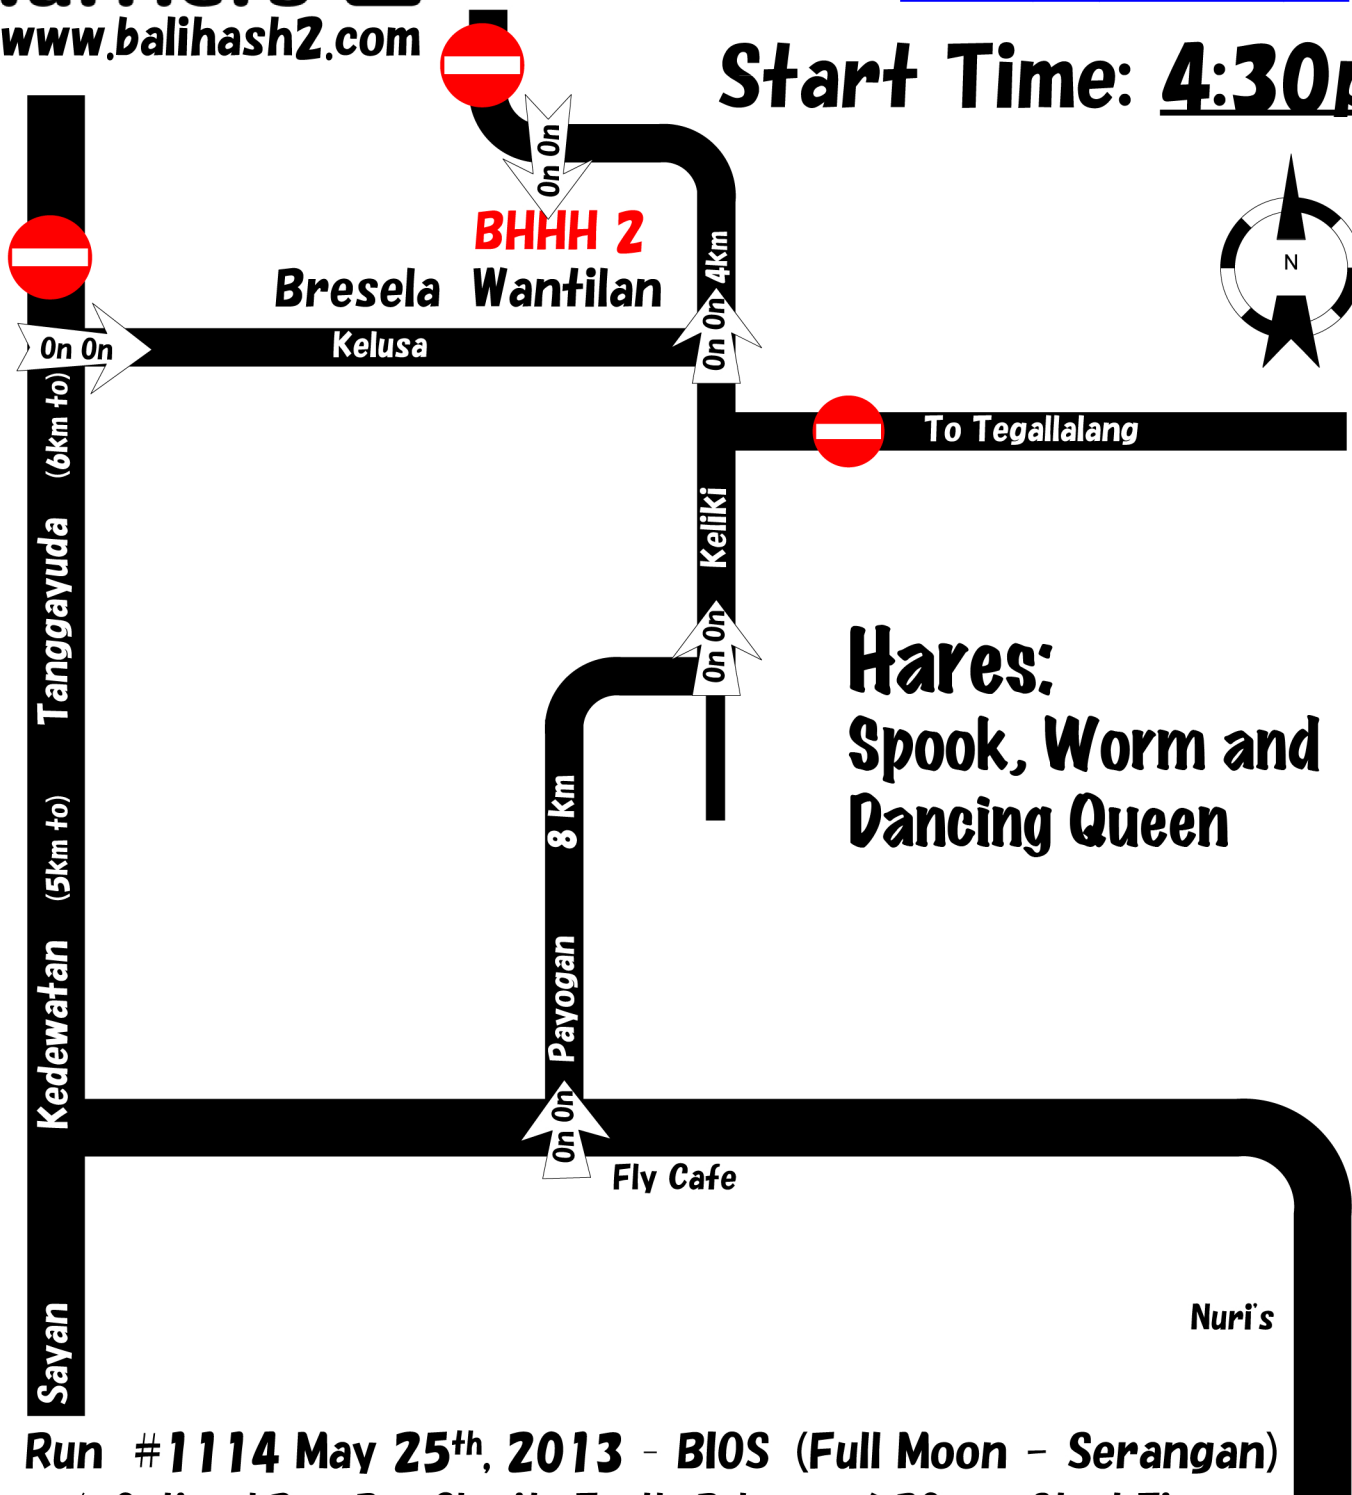 www.balihash2.com
Start Time: 4:30p
On On
BHHH 2
Bresela Wantilan
4km
On On
N
On On
Kelusa
To Tegallalang
(6km to)
Keliki
Tanggayuda
On On
Hares:
Spook, Worm and
Dancing Queen
8 km
(5km to)
Payogan
Kedewatan
On On
Fly Cafe
Sayan
Nuri's
Run #1114 May 25th, 2013 - BIOS (Full Moon - Serangan)